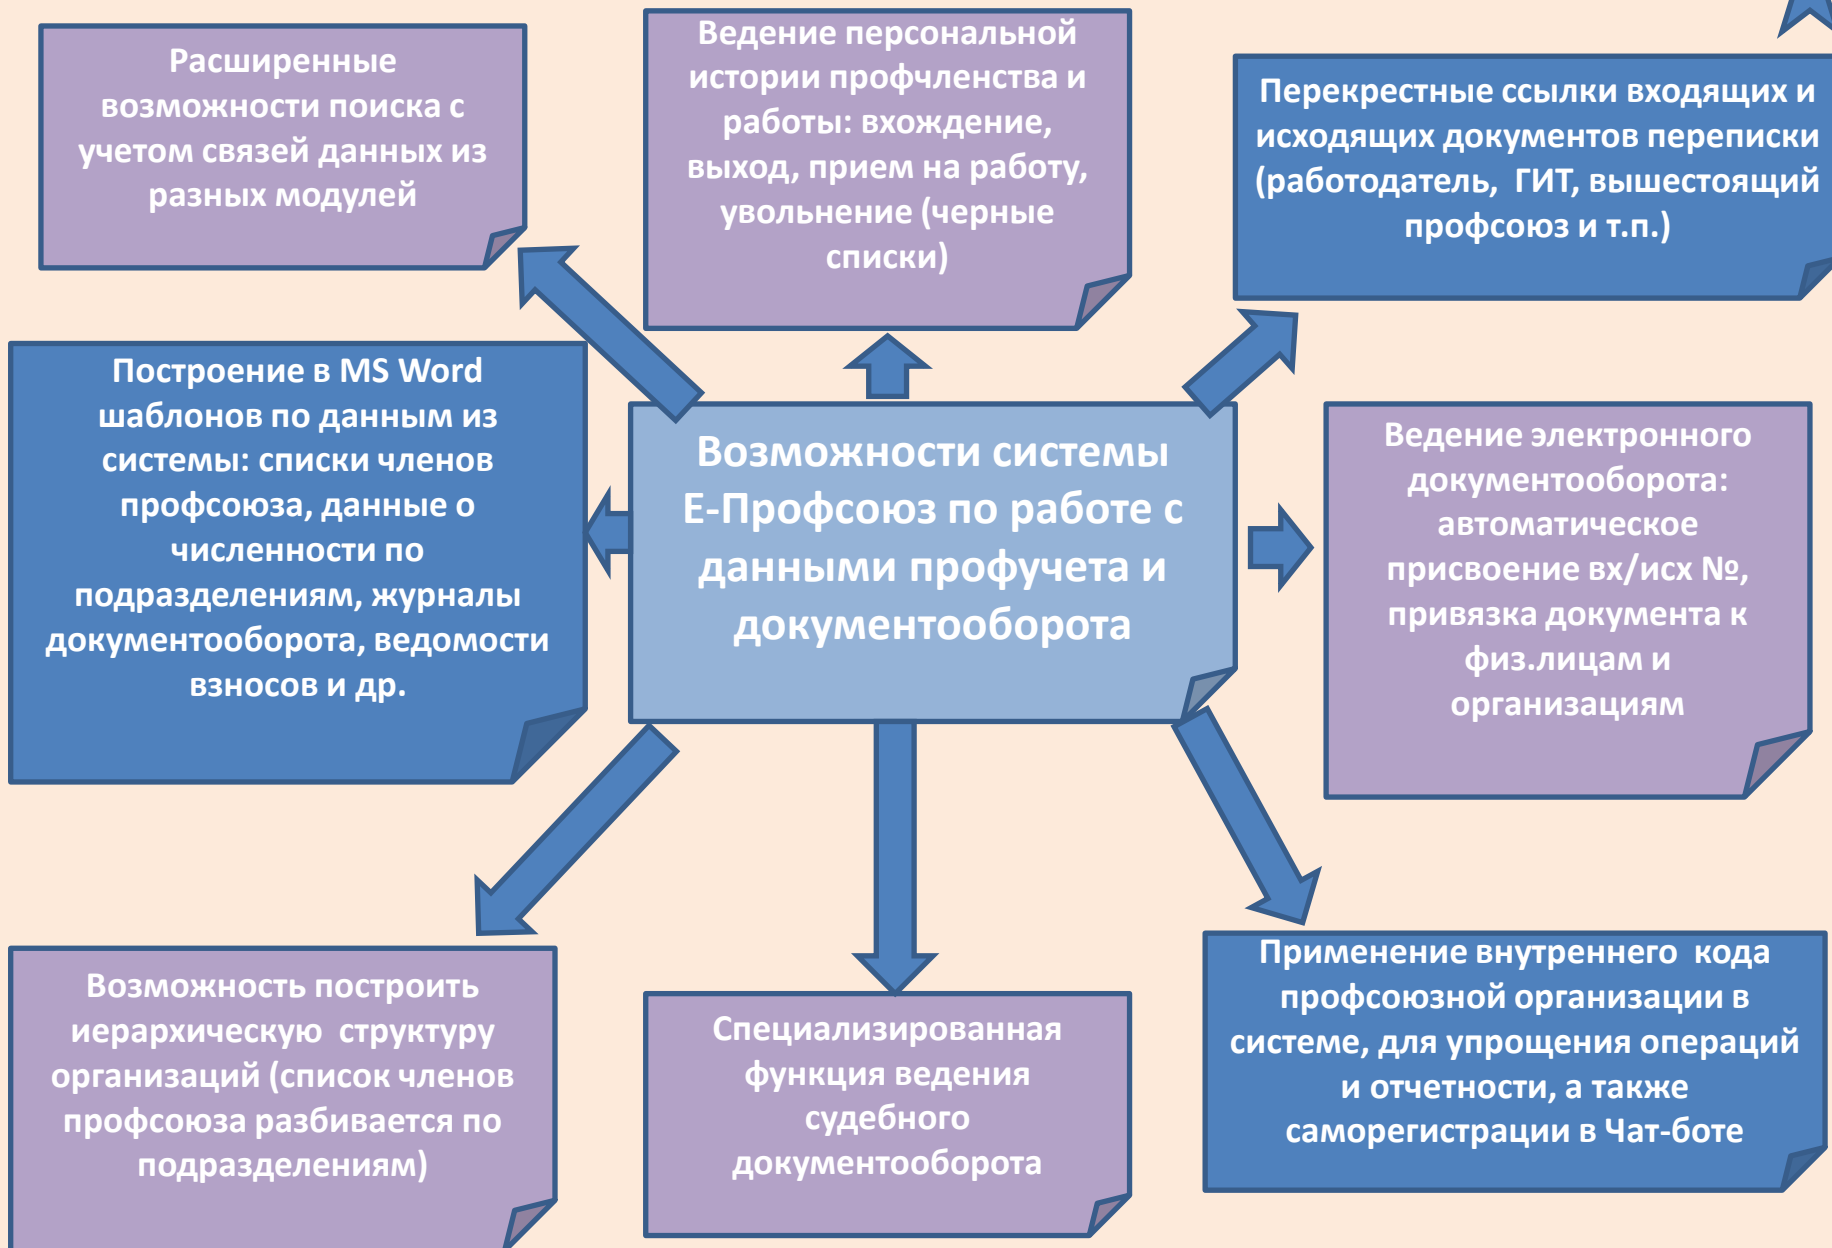 Расширенные
возможности поиска с
учетом связей данных из
разных модулей
Ведение персональной
истории профчленства и
работы: вхождение,
выход, прием на работу,
увольнение (черные
списки)
Перекрестные ссылки входящих и
исходящих документов переписки
(работодатель,  ГИТ, вышестоящий
профсоюз и т.п.)
Построение в MS Word
шаблонов по данным из
системы: списки членов
профсоюза, данные о
численности по
подразделениям, журналы
документооборота, ведомости
взносов и др.
Возможности системы
Е-Профсоюз по работе с
данными профучета и
документооборота
Ведение электронного
документооборота:
автоматическое
присвоение вх/исх №,
привязка документа к
физ.лицам и
организациям
Возможность построить
иерархическую  структуру
организаций (список членов
профсоюза разбивается по
подразделениям)
Специализированная
функция ведения
судебного
документооборота
Применение внутреннего  кода
профсоюзной организации в
системе, для упрощения операций
и отчетности, а также
саморегистрации в Чат-боте